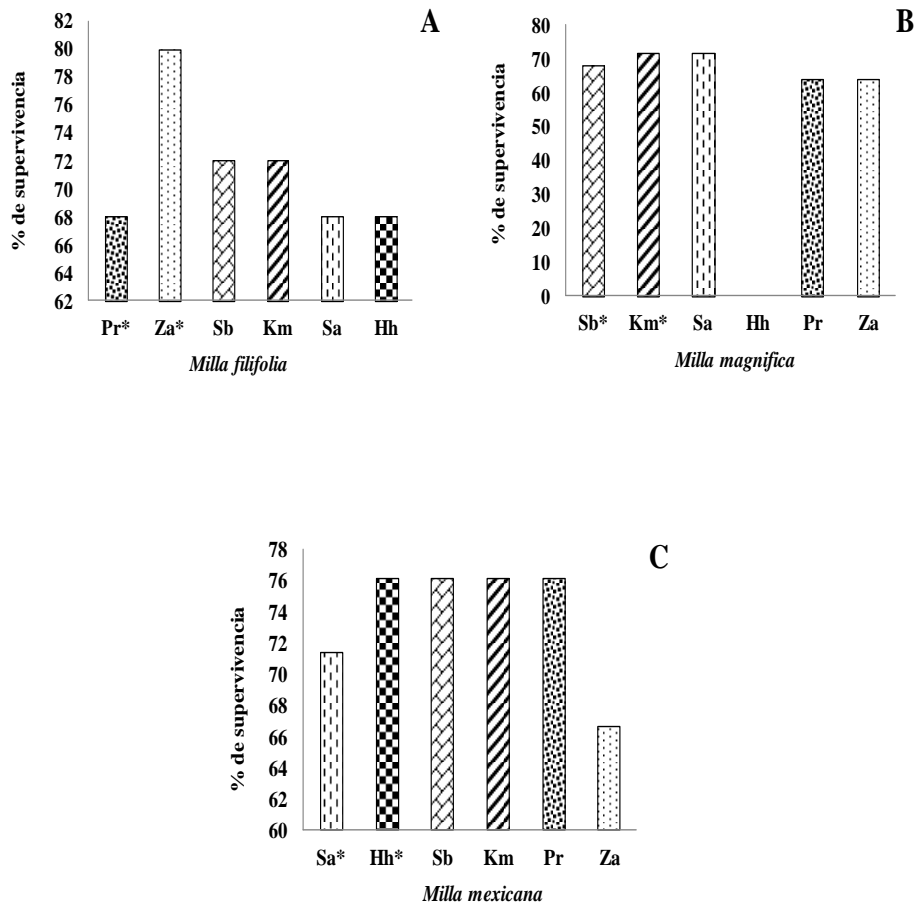 A
% de supervivencia
82
80
78
76
74
72
70
68
66
64
62
Pr* Za* Sb Km Sa Hh
Milla filifolia
B
% de supervivencia
80
70
60
50
40
30
20
10
0
Sb* Km* Sa Hh Pr Za
Milla magnifica
C
% de supervivencia
78
76
74
72
70
68
66
64
62
60
Sa* Hh* Sb Km Pr Za
Milla mexicana